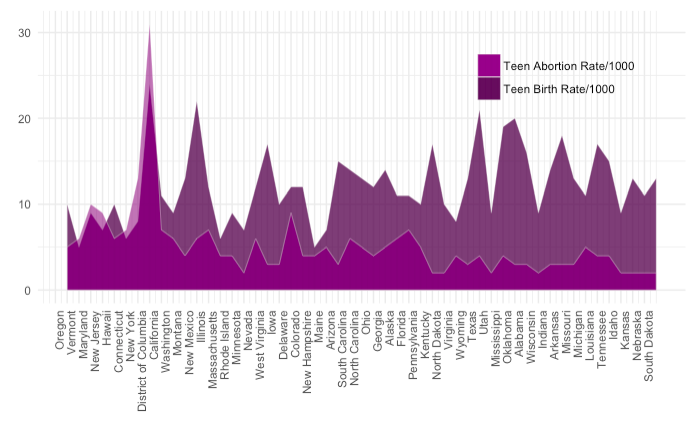 30
20
10
0
Teen Abortion Rate/1000
Teen Birth Rate/1000
Oregon
Vermont
Maryland
New Jersey
Hawaii
Connecticut
New York
District of Columbia
California
Washington
Montana
New Mexico
Illinois
Massachusetts
Rhode Island
Minnesota
Nevada
West Virginia
Iowa
Delaware
Colorado
New Hampshire
Maine
Arizona
South Carolina
North Carolina
Ohio
Georgia
Alaska
Florida
Pennsylvania
Kentucky
North Dakota
Virginia
Wyoming
Texas
Utah
Mississippi
Oklahoma
Alabama
Wisconsin
Indiana
Arkansas
Missouri
Michigan
Louisiana
Tennessee
Idaho
Kansas
Nebraska
South Dakota